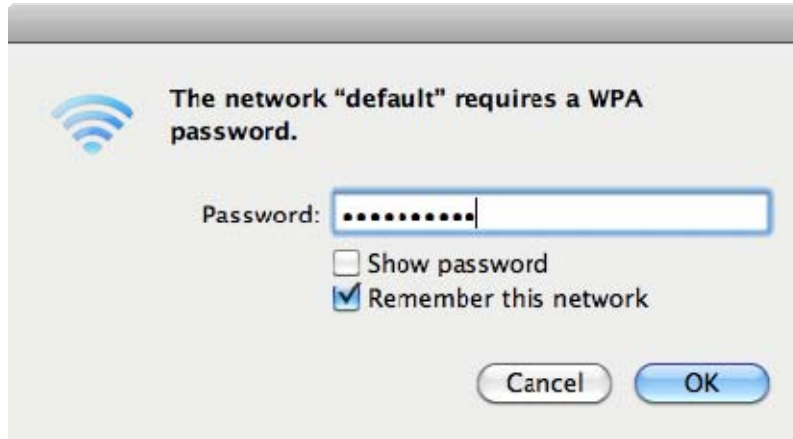 The network “default” requires a WPA
password.
Password: ••••••••••
Show password
Remember this network
Cancel OK